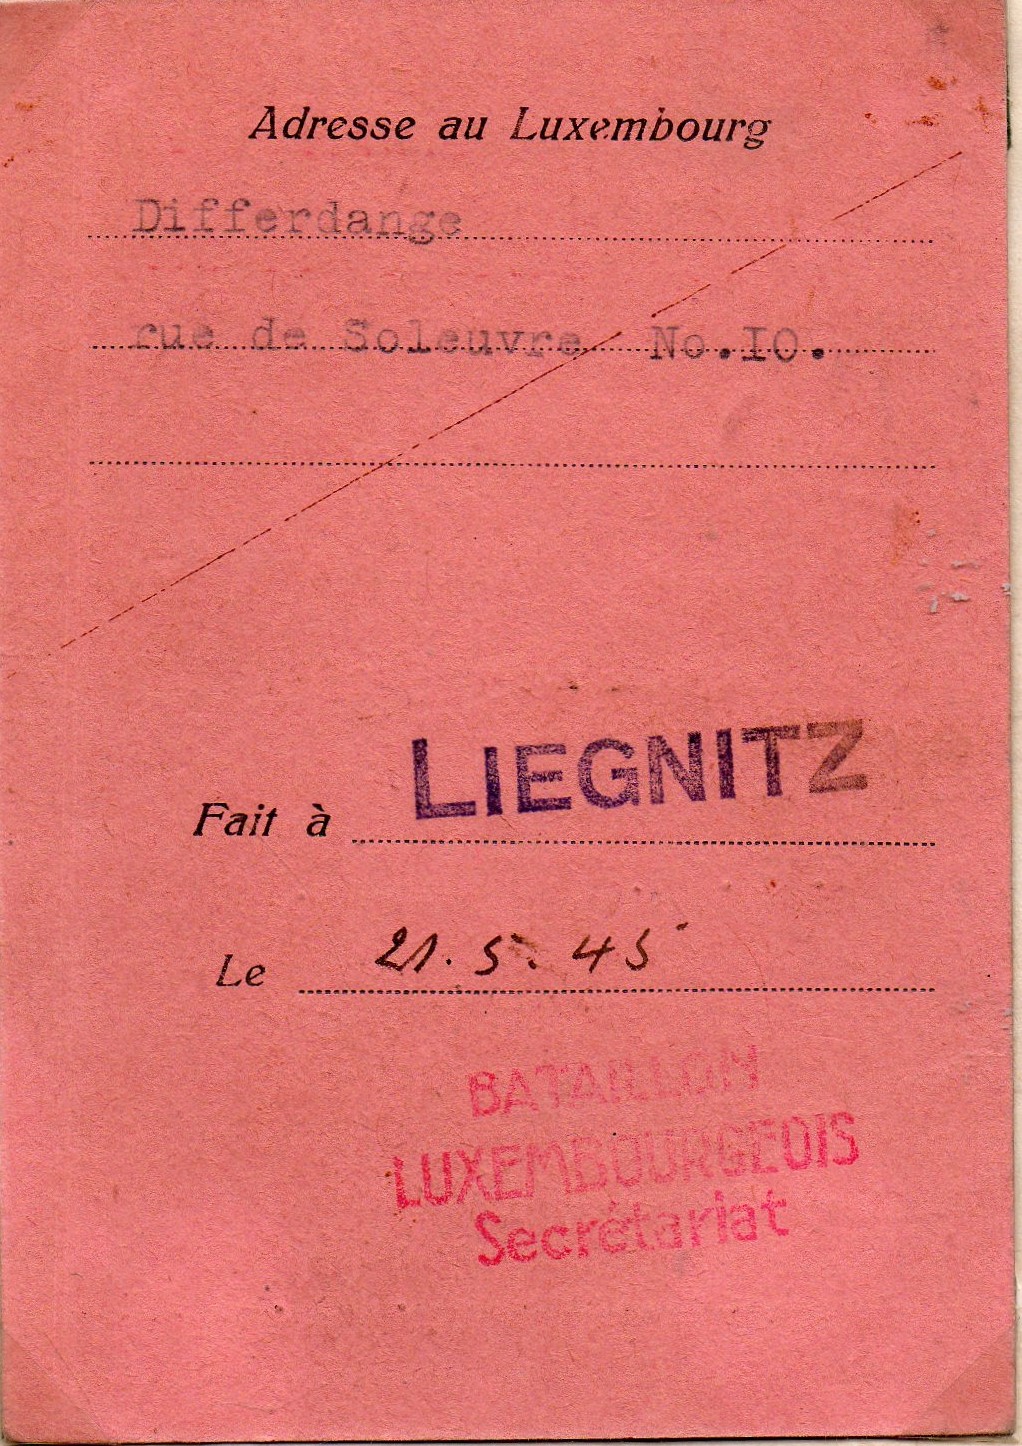 Adresse au Luxembourg
Differdange
rue de Soleuvre No.IO.
Fait à LIEGNITZ
Le 21.5.45
BATAILLON
LUXEMBOURGEOIS
Secrétariat